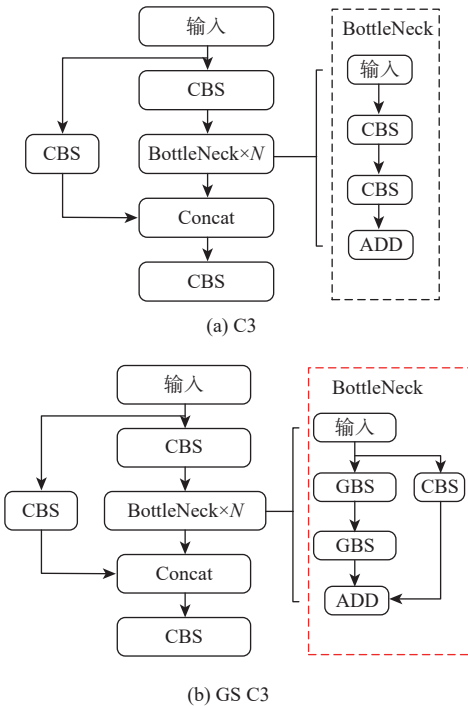 输入
CBS
CBS
BottleNeck×N
Concat
CBS
BottleNeck
输入
CBS
CBS
ADD
(a) C3
输入
CBS
CBS
BottleNeck×N
Concat
CBS
BottleNeck
输入
GBS
CBS
GBS
ADD
(b) GS C3